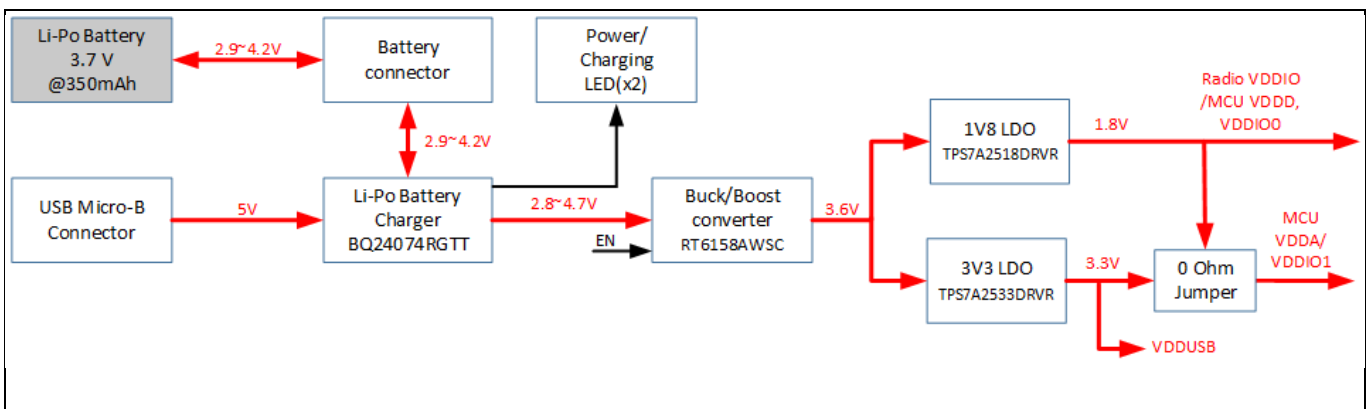 Li-Po Battery
3.7 V
@350mAh
2.9~4.2V
Battery
connector
Power/
Charging
LED(x2)
2.9~4.2V
USB Micro-B
Connector
5V
Li-Po Battery
Charger
BQ24074RGTT
2.8~4.7V
EN
Buck/Boost
converter
RT6158AWSC
3.6V
1V8 LDO
TPS7A2518DRVR
1.8V
Radio VDDIO
/MCU VDDD,
VDDIO0
3V3 LDO
TPS7A2533DRVR
3.3V
0 Ohm
Jumper
MCU
VDDA/
VDDIO1
VDDUSB